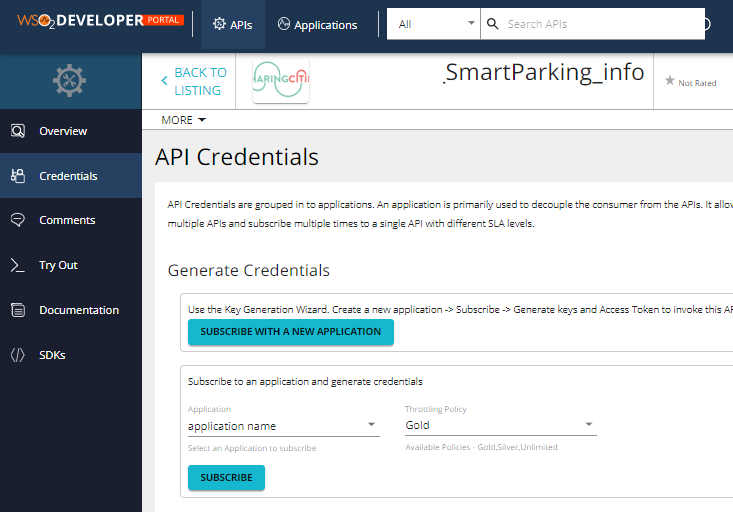 WSO2 DEVELOPER PORTAL
APIs
Applications
All
Search APIs
BACK TO
LISTING
HARINGCITI
.SmartParking_info
Not Rated
MORE
Overview
Credentials
Comments
Try Out
Documentation
SDKs
API Credentials
API Credentials are grouped in to applications. An application is primarily used to decouple the consumer from the APIs. It allow
multiple APIs and subscribe multiple times to a single API with different SLA levels.
Generate Credentials
Use the Key Generation Wizard. Create a new application -> Subscribe -> Generate keys and Access Token to invoke this AP
SUBSCRIBE WITH A NEW APPLICATION
Subscribe to an application and generate credentials
Application
Throttling Policy
application name
Gold
Select an Application to subscribe
Available Policies - Gold,Silver,Unlimited
SUBSCRIBE